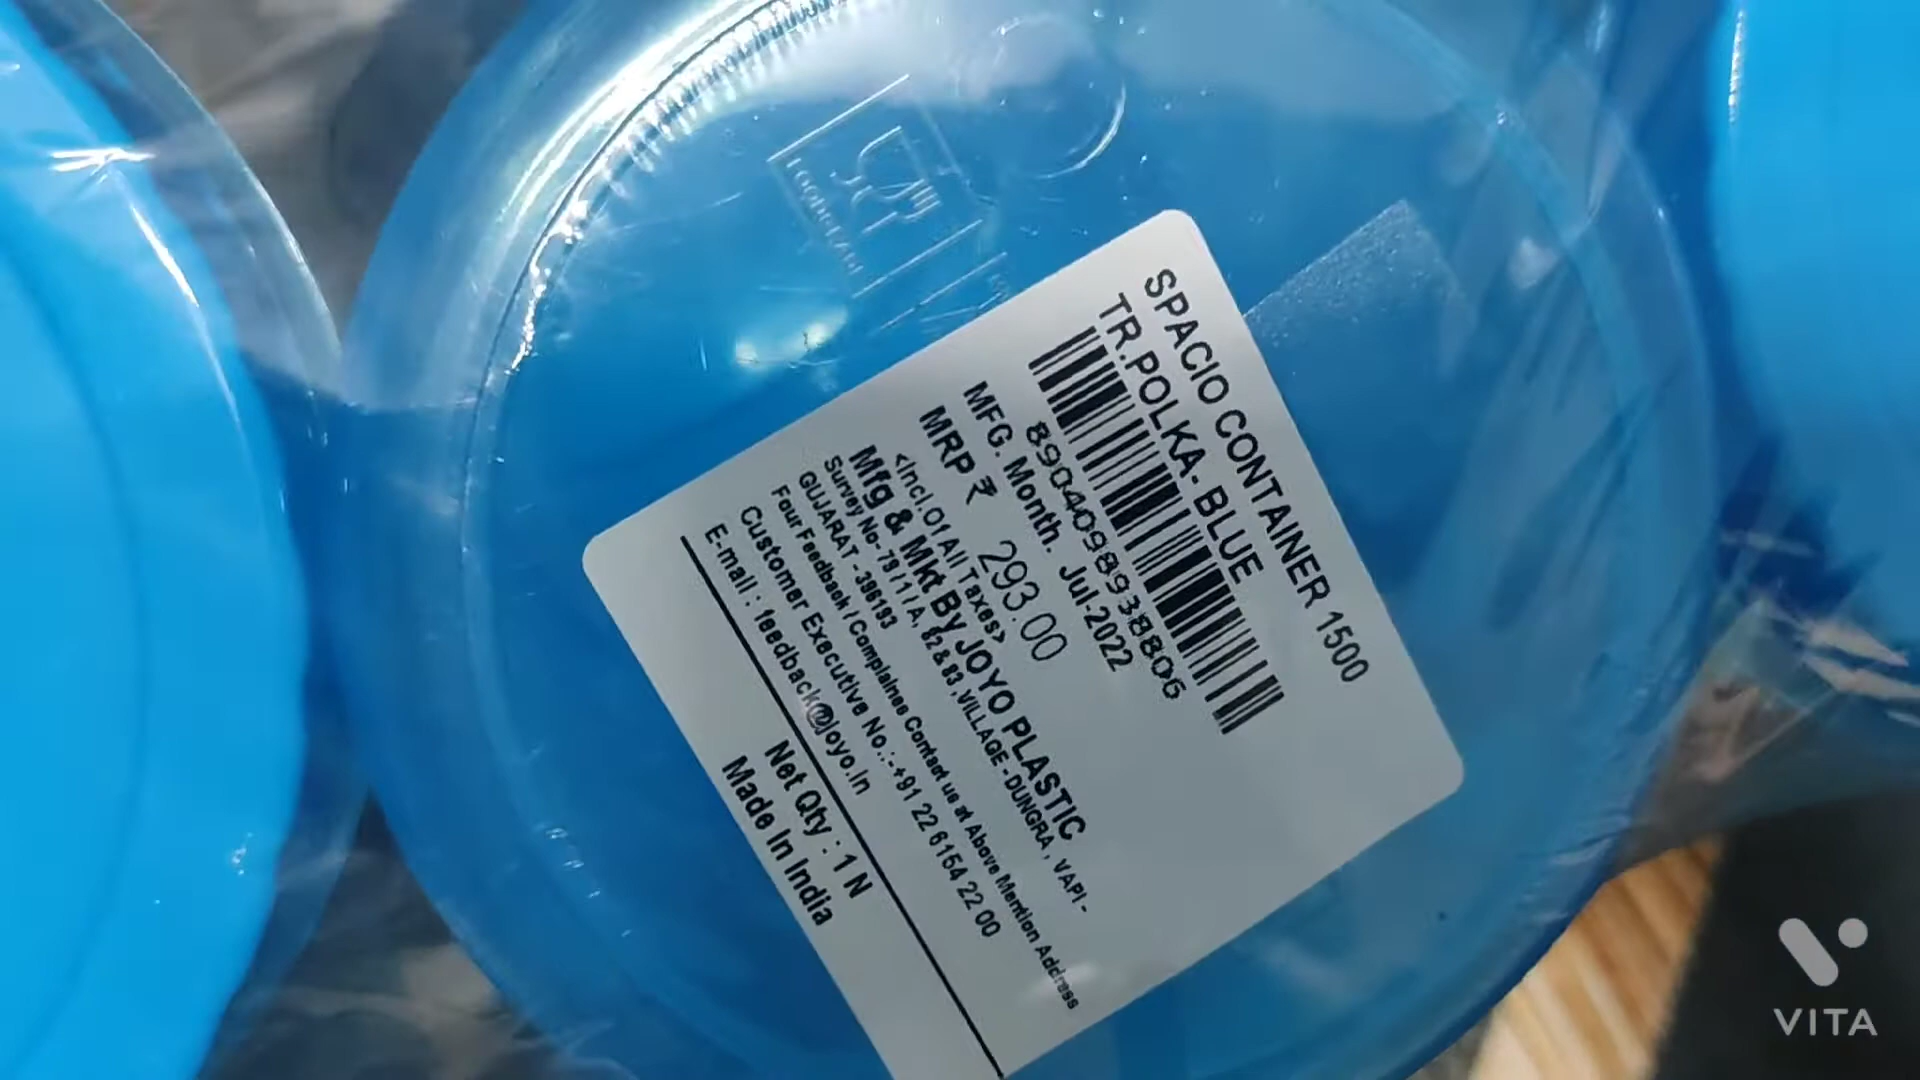 SPACIO CONTAINER 1500
TR.POLKA- BLUE
8904098938806
MFG. Month. Jul-2022
MRP ₹ 293.00
<Incl.Of All Taxes>
Mfg & Mkt By JOYO PLASTIC
Survey No- 79 / 1 / A, 82 & 83 ,VILLAGE - DUNGRA , VAPI -
GUJARAT - 396193
Four Feedback / Complaines Contact us at Above Mention Address
Customer Executive No.:-+91 22 6154 22 00
E-mail : feedback@joyo.in
Net Qty : 1 N
Made In India
VITA